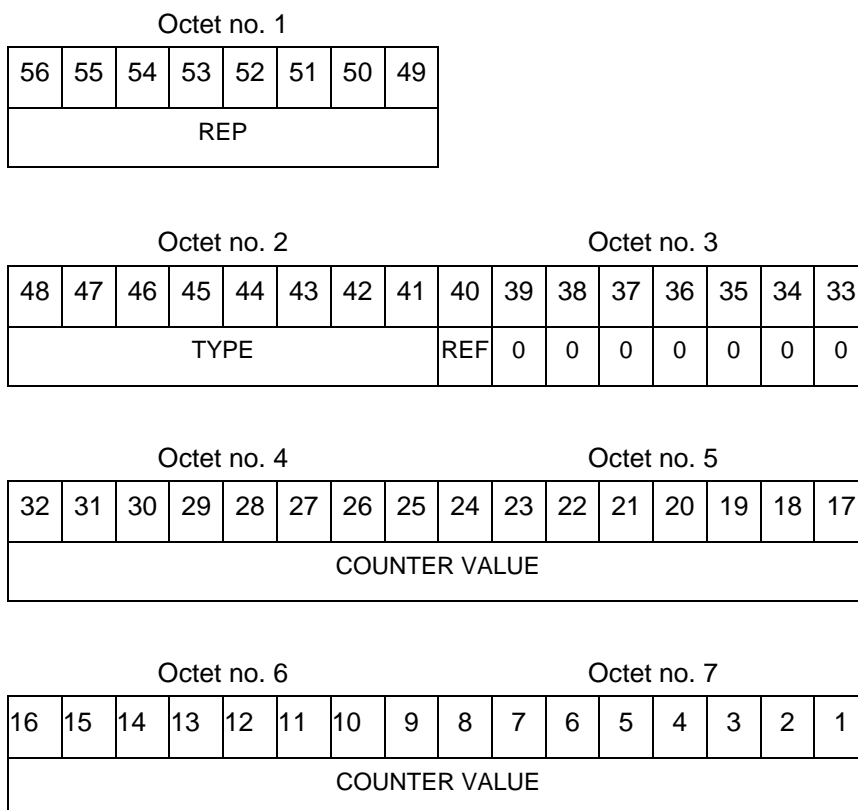 Octet no. 1
56 55 54 53 52 51 50 49
REP
Octet no. 2 Octet no. 3
48 47 46 45 44 43 42 41 40 39 38 37 36 35 34 33
TYPE REF 0 0 0 0 0 0 0
Octet no. 4 Octet no. 5
32 31 30 29 28 27 26 25 24 23 22 21 20 19 18 17
COUNTER VALUE
Octet no. 6 Octet no. 7
16 15 14 13 12 11 10 9 8 7 6 5 4 3 2 1
COUNTER VALUE